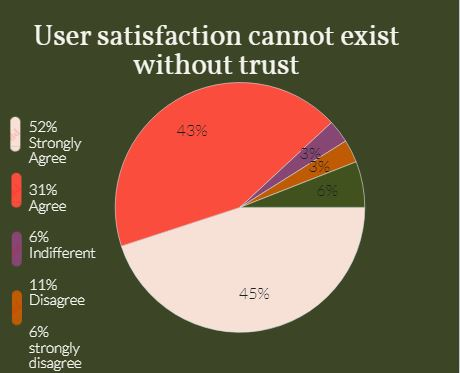 User satisfaction cannot exist
without trust
52%
Strongly
Agree
31%
Agree
6%
Indifferent
11%
Disagree
6%
strongly
disagree
43%
3%
3%
6%
45%